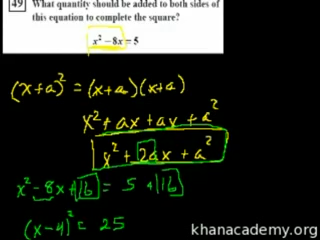 49 What quantity should be added to both sides of
this equation to complete the square?
x² – 8x = 5
(x+a)² = (x+a)(x+a)
x² + ax + ax + a²
x² + 2ax + a²
x² - 8x + 16 = 5 + 16
(x-4)² = 25
khanacademy.org